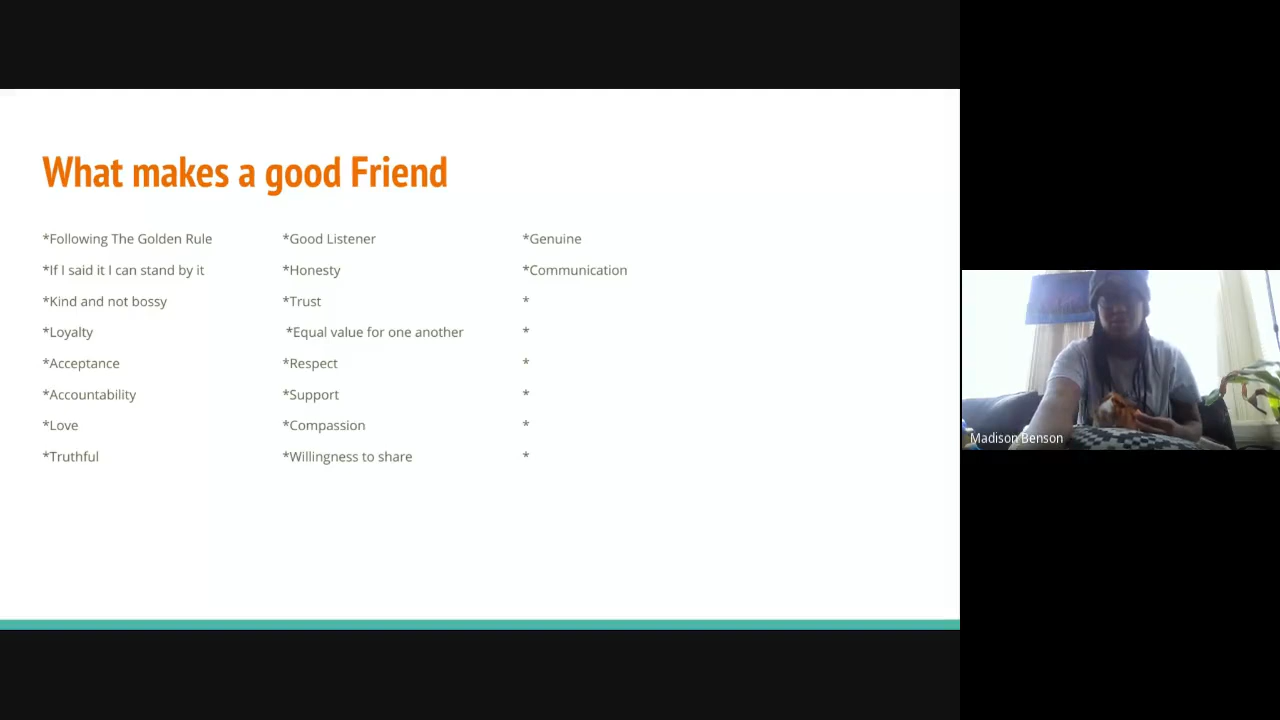 What makes a good Friend
*Following The Golden Rule
*If I said it I can stand by it
*Kind and not bossy
*Loyalty
*Acceptance
*Accountability
*Love
*Truthful
*Good Listener
*Honesty
*Trust
*Equal value for one another
*Respect
*Support
*Compassion
*Willingness to share
*Genuine
*Communication
*
*
*
*
*
*
Madison Benson